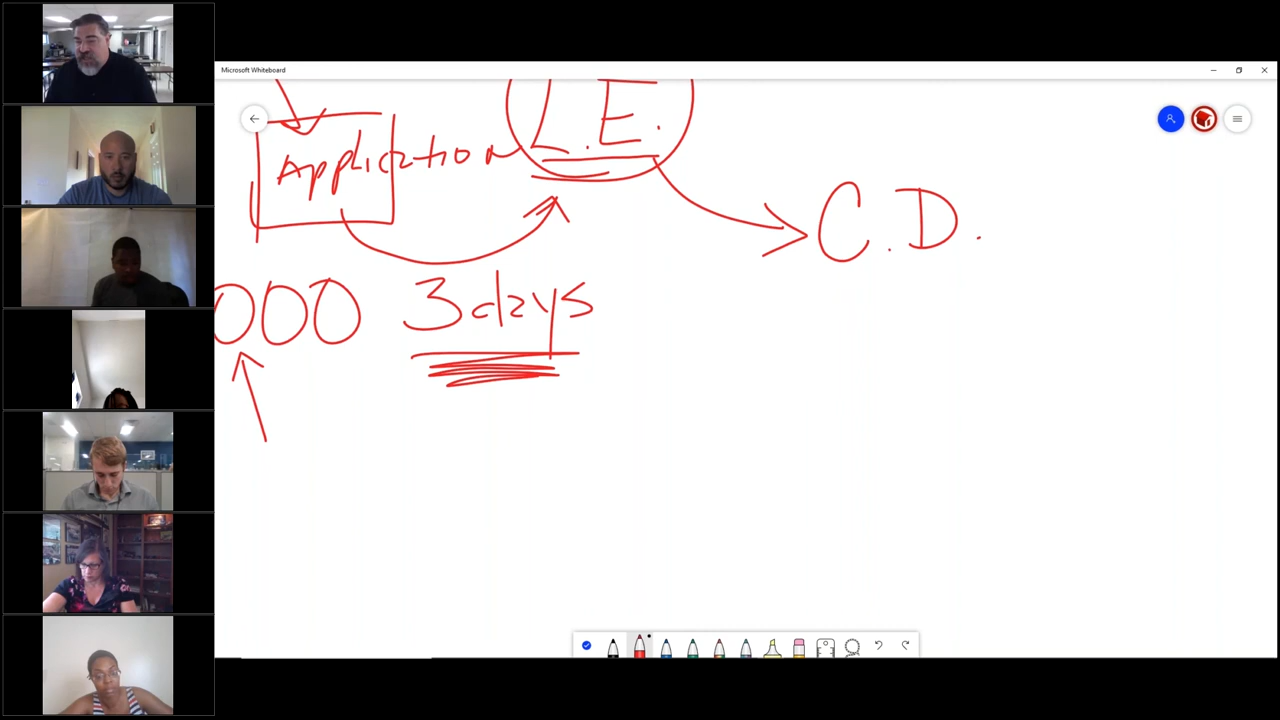 Microsoft Whiteboard
L.E.
Application
C.D.
000 3 days